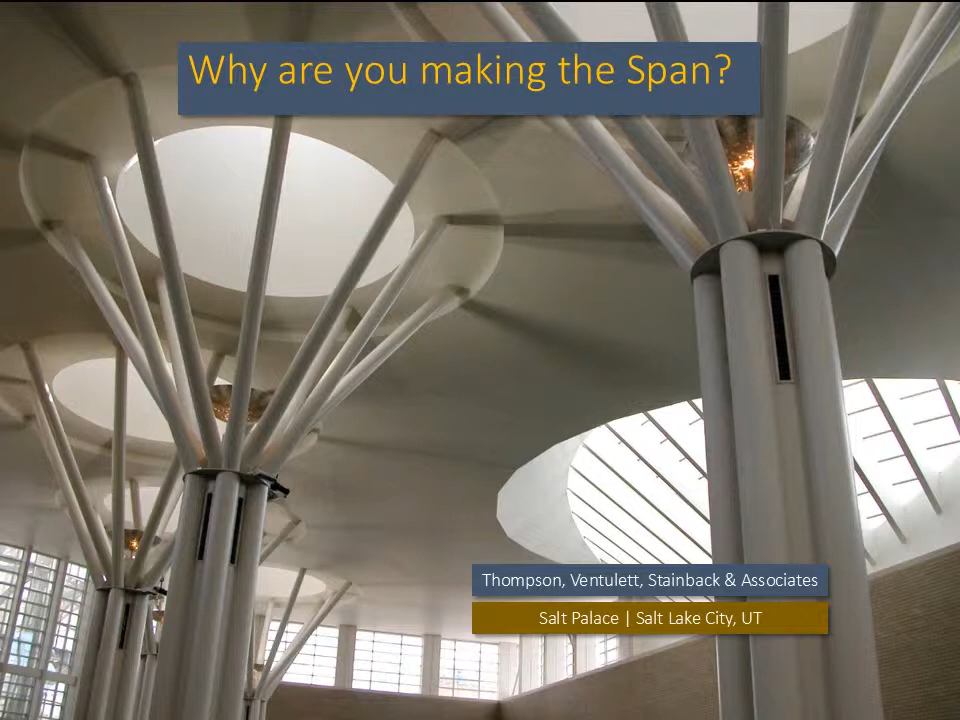 Why are you making the Span?
Thompson, Ventulett, Stainback & Associates
Salt Palace | Salt Lake City, UT